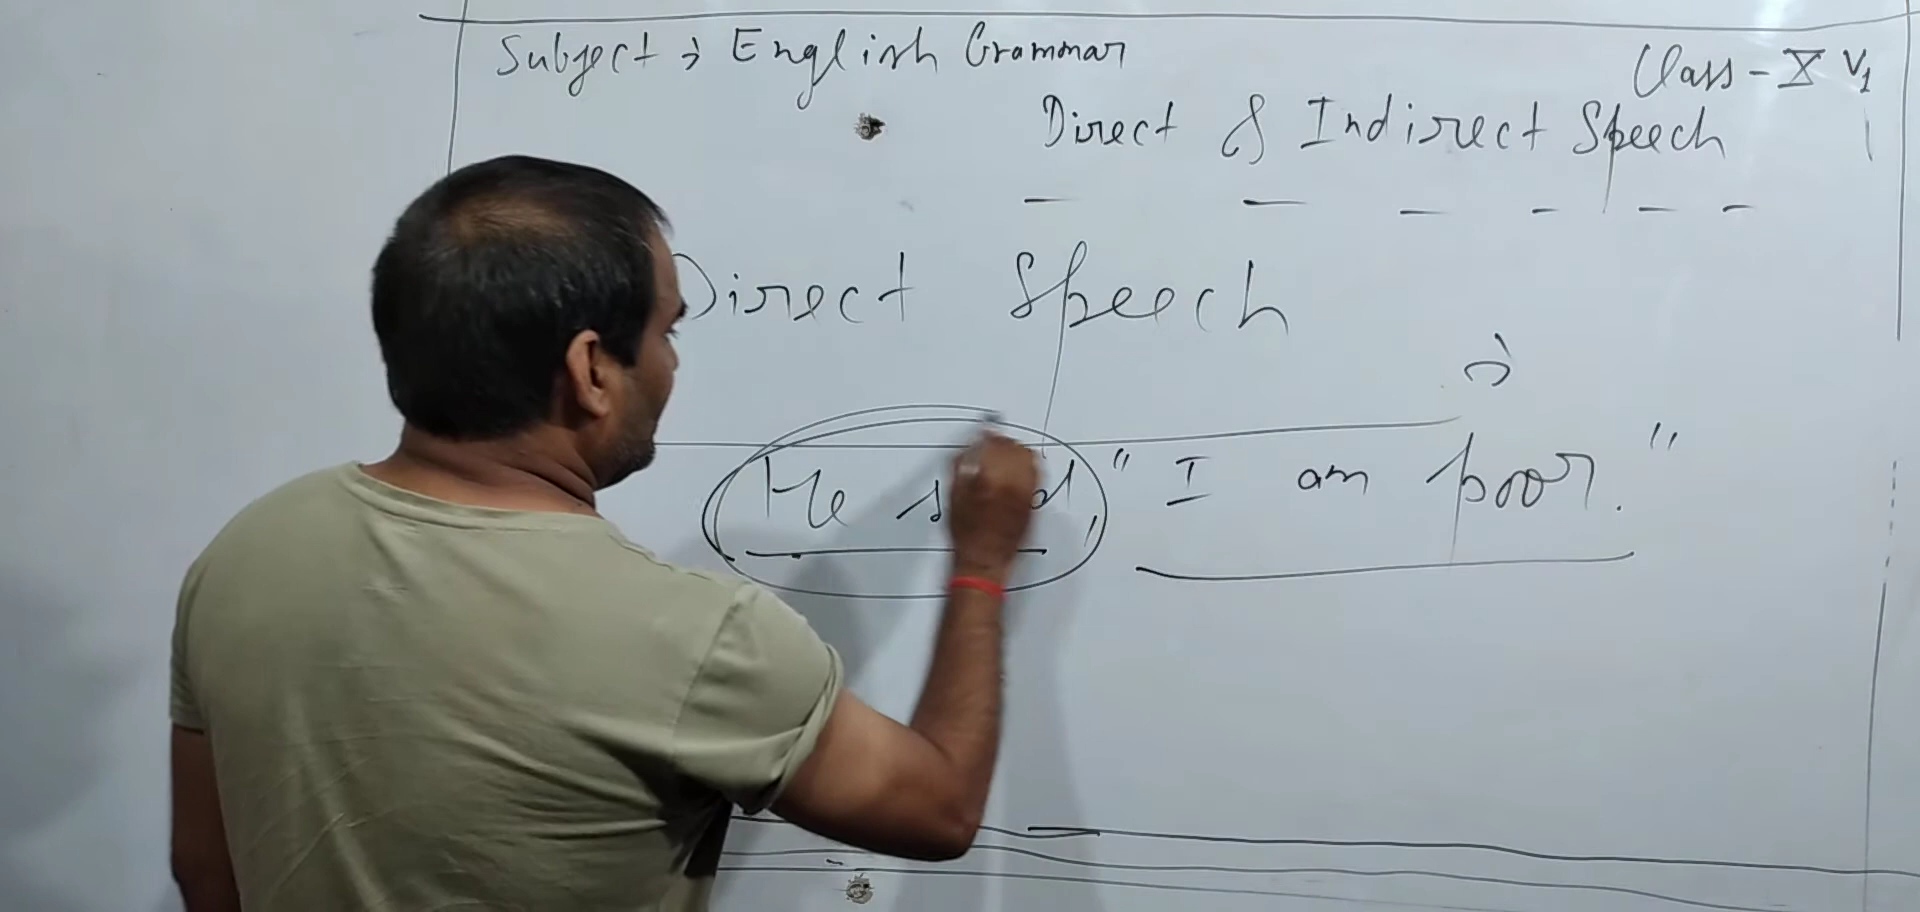 Subject → English Grammar
Class - X V1
Direct & Indirect Speech
Direct Speech
He said, " I am poor. "